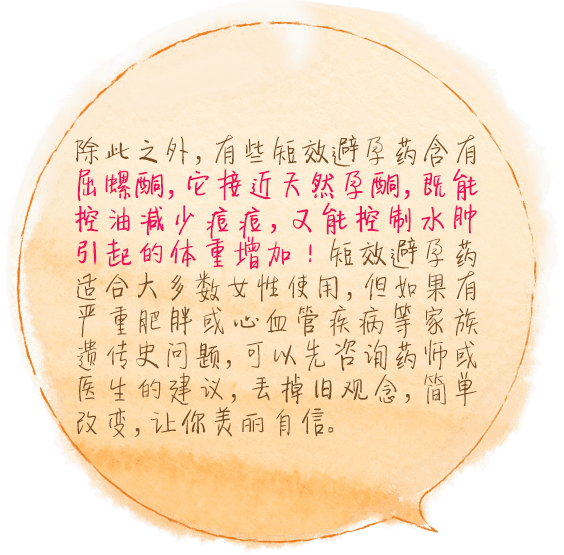 除此之外,有些短效避孕药含有
屈螺酮,它接近天然孕酮,既能
控油减少痘痘,又能控制水肿
引起的体重增加!短效避孕药
适合大多数女性使用,但如果有
严重肥胖或心血管疾病等家族
遗传史问题,可以先咨询药师或
医生的建议,丢掉旧观念,简单
改变,让你美丽自信。